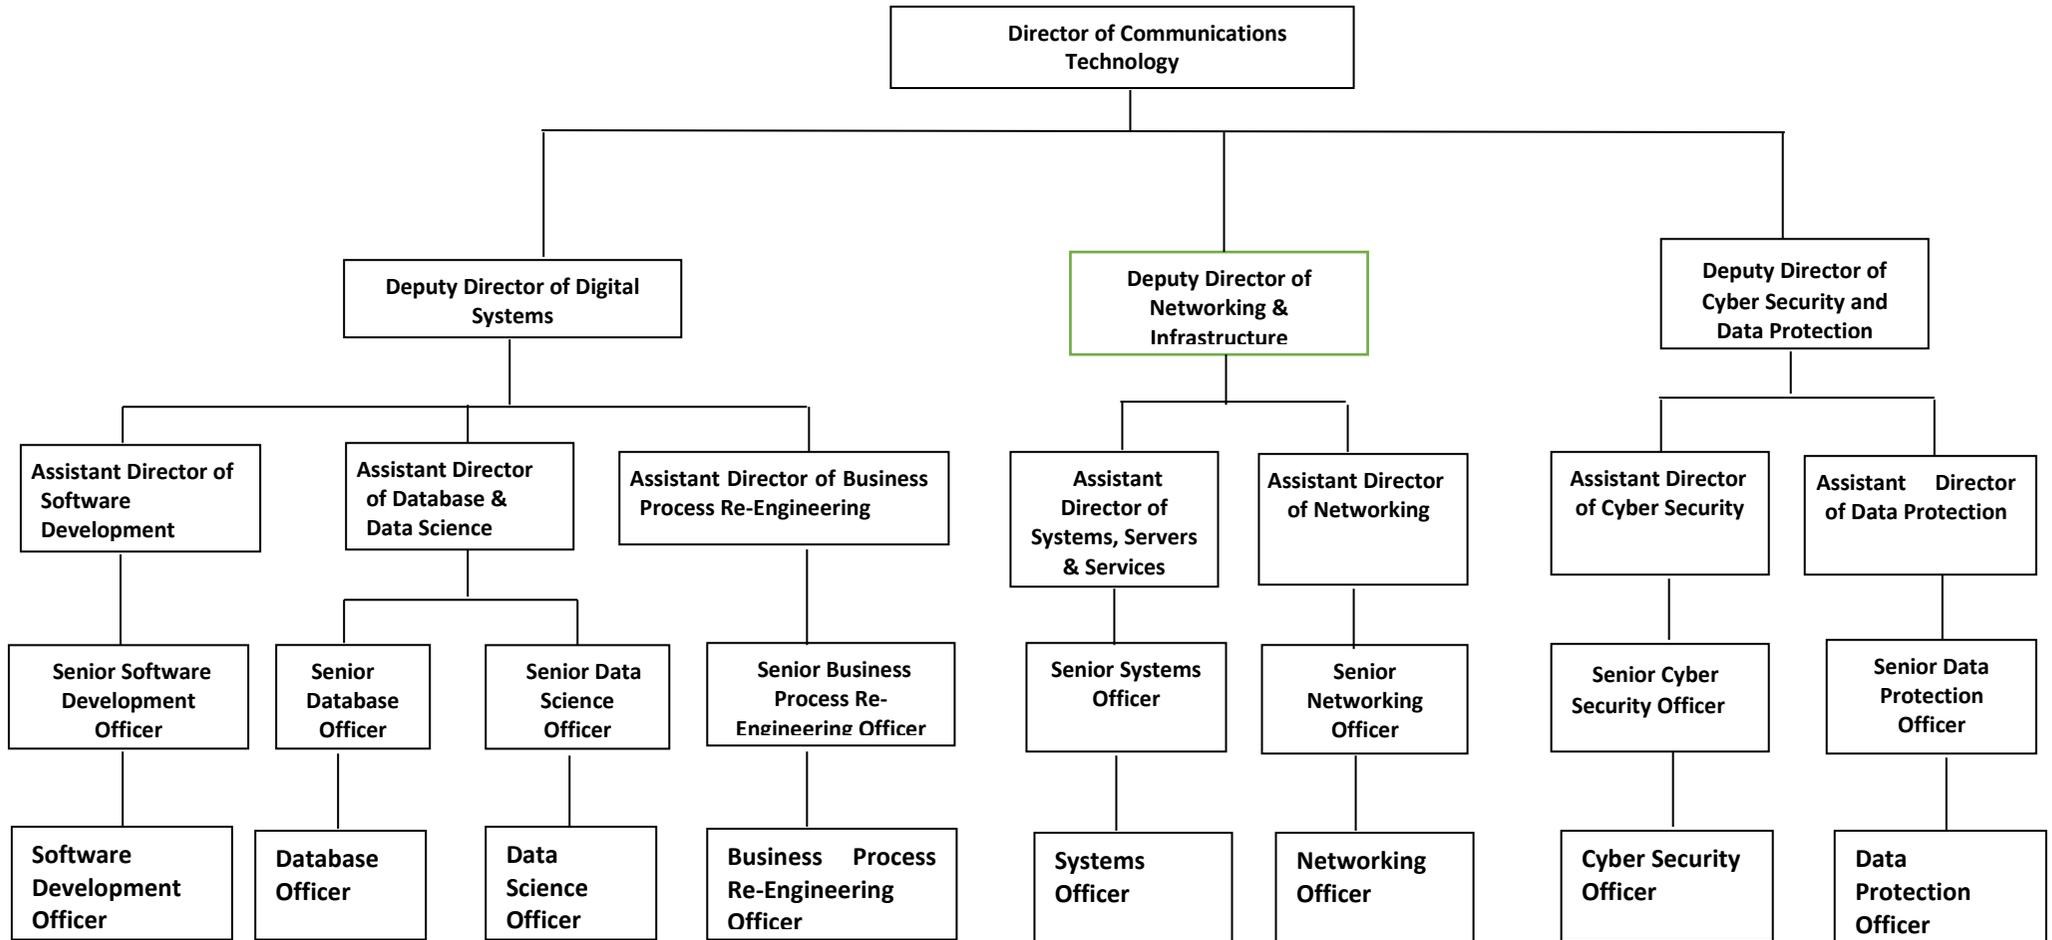 Director of Communications
Technology
Deputy Director of Digital
Systems
Deputy Director of
Networking &
Infrastructure
Deputy Director of
Cyber Security and
Data Protection
Assistant Director of
Software
Development
Assistant Director
of Database &
Data Science
Assistant Director of Business
Process Re-Engineering
Assistant
Director of
Systems, Servers
& Services
Assistant Director
of Networking
Assistant Director
of Cyber Security
Assistant Director
of Data Protection
Senior Software
Development
Officer
Senior
Database
Officer
Senior Data
Science
Officer
Senior Business
Process Re-
Engineering Officer
Senior Systems
Officer
Senior
Networking
Officer
Senior Cyber
Security Officer
Senior Data
Protection
Officer
Software
Development
Officer
Database
Officer
Data
Science
Officer
Business Process
Re-Engineering
Officer
Systems
Officer
Networking
Officer
Cyber Security
Officer
Data
Protection
Officer